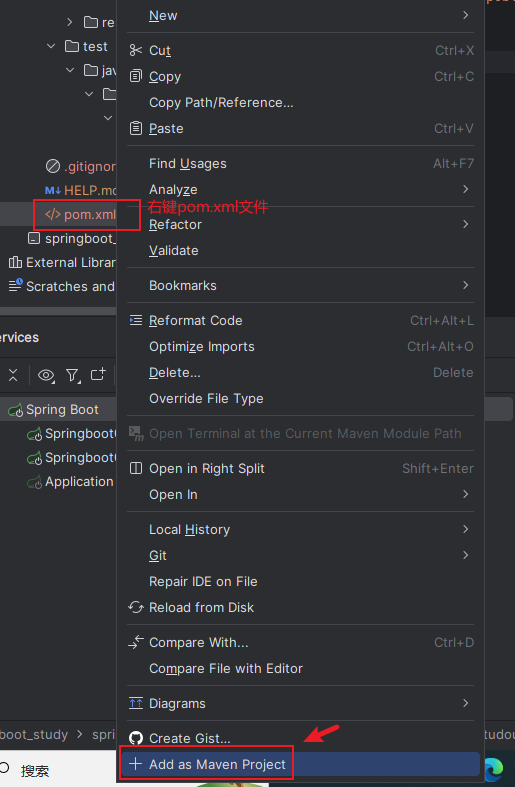 New
re
test
Cut Ctrl+X
jav
Copy Ctrl+C
Copy Path/Reference...
Paste Ctrl+V
Find Usages Alt+F7
.gitignor
Analyze
HELP.md
右键pom.xml文件
pom.xml
Refactor
springboot_
Validate
External Librar
Scratches and
Bookmarks
Reformat Code Ctrl+Alt+L
ervices
Optimize Imports Ctrl+Alt+O
Delete... Delete
Override File Type
Spring Boot
Open Terminal at the Current Maven Module Path
Springboot
Springboot
Open in Right Split Shift+Enter
Application
Open In
Local History
Git
Repair IDE on File
Reload from Disk
Compare With... Ctrl+D
Compare File with Editor
Diagrams
boot_study > spri
Create Gist...
tudou
搜索
Add as Maven Project